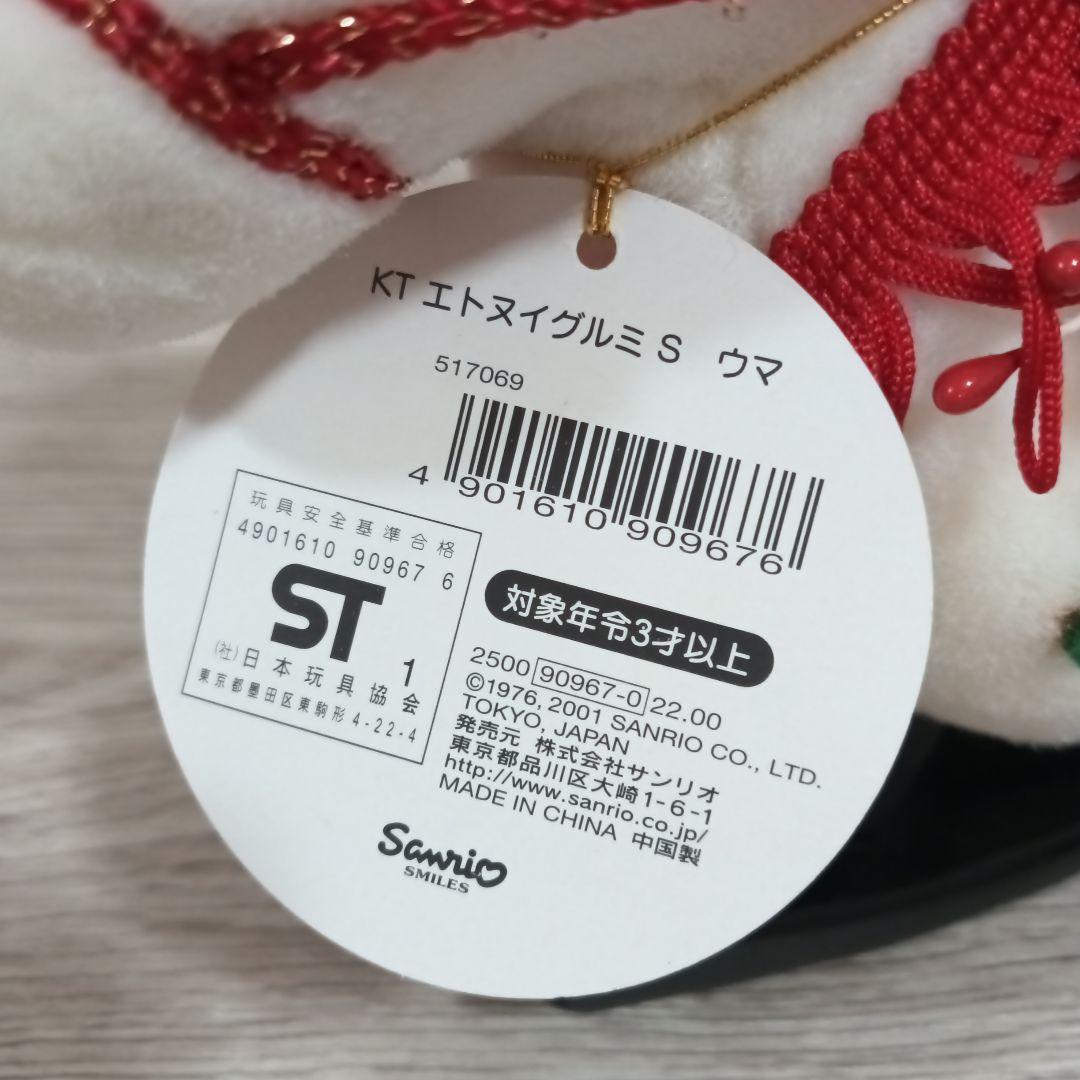 KT エトヌイグルミ S ウマ
517069
4 901610 909676
玩具安全基準合格
4901610 90967 6
ST 1
(社)日本玩具協会
東京都墨田区東駒形4-22-4
対象年令3才以上
2500 90967-0 22.00
©1976, 2001 SANRIO CO., LTD.
TOKYO, JAPAN
発売元 株式会社サンリオ
東京都品川区大崎1-6-1
http://www.sanrio.co.jp/
MADE IN CHINA 中国製
Sanrio
SMILES